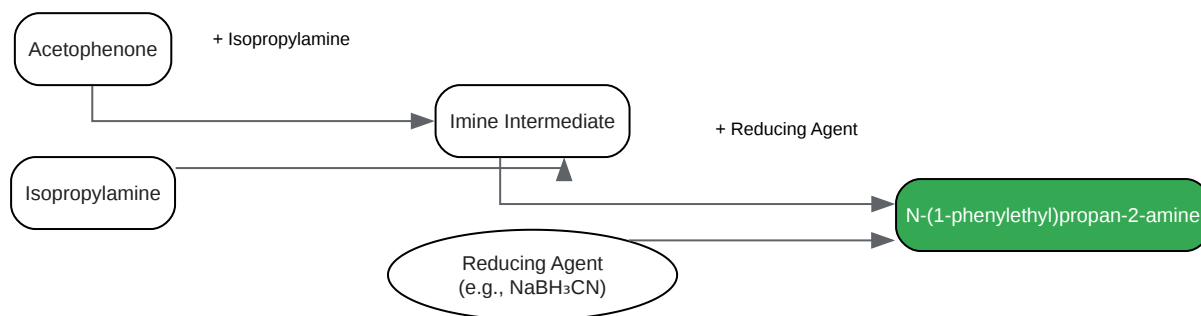 Acetophenone
+ Isopropylamine
Imine Intermediate
+ Reducing Agent
Isopropylamine
N-(1-phenylethyl)propan-2-amine
Reducing Agent
(e.g., NaBH₃CN)